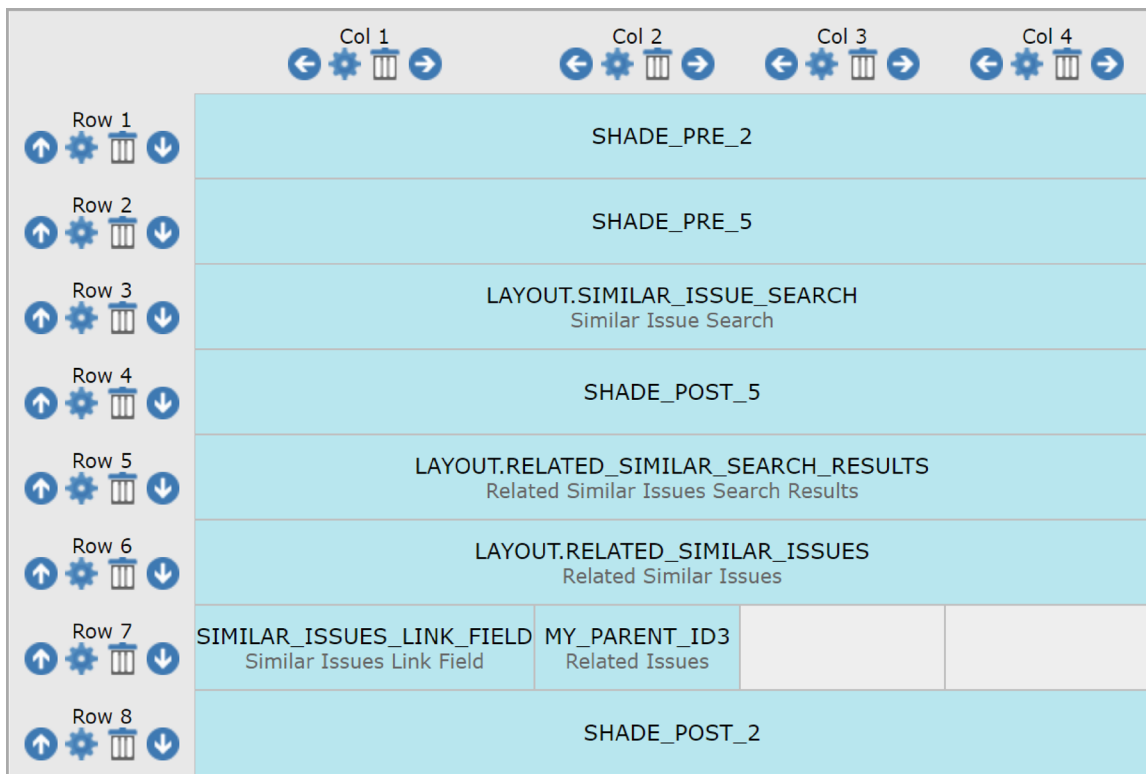 Col 1
Col 2
Col 3
Col 4
Row 1
SHADE_PRE_2
Row 2
SHADE_PRE_5
Row 3
LAYOUT.SIMILAR_ISSUE_SEARCH
Similar Issue Search
Row 4
SHADE_POST_5
Row 5
LAYOUT.RELATED_SIMILAR_SEARCH_RESULTS
Related Similar Issues Search Results
Row 6
LAYOUT.RELATED_SIMILAR_ISSUES
Related Similar Issues
Row 7
SIMILAR_ISSUES_LINK_FIELD
Similar Issues Link Field
MY_PARENT_ID3
Related Issues
Row 8
SHADE_POST_2